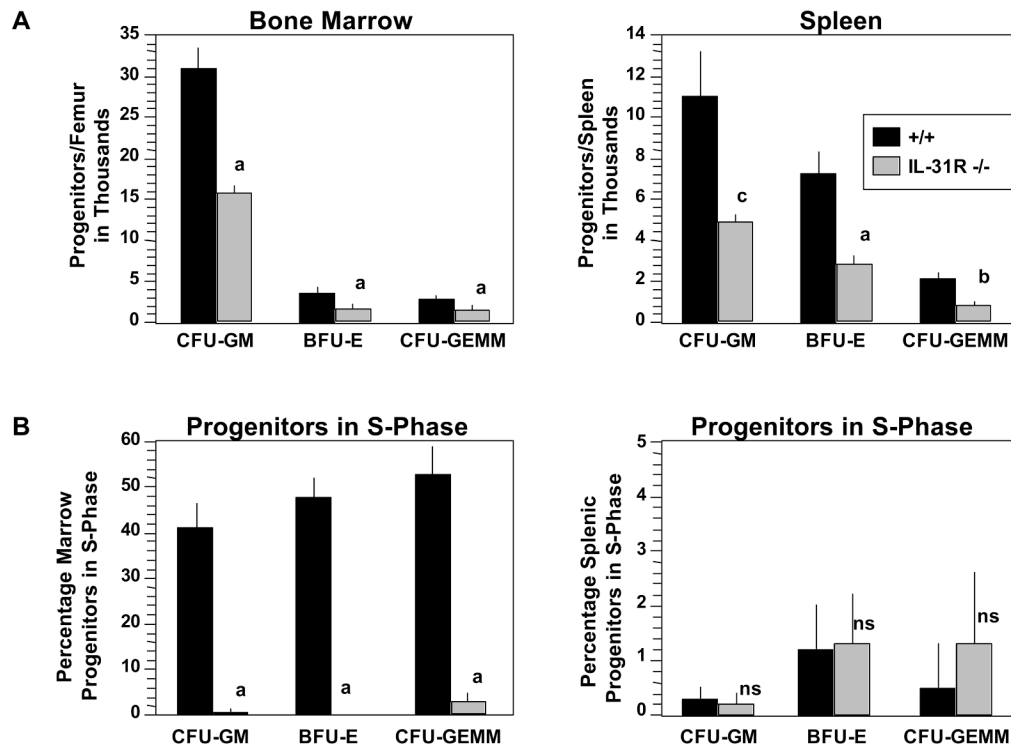 A
Bone Marrow
Progenitors/Femur
in Thousands
35
30
25
20
15
10
5
0
a
a
a
CFU-GM BFU-E CFU-GEMM
Spleen
Progenitors/Spleen
in Thousands
14
12
10
8
6
4
2
0
+/+
IL-31R -/-
c
a
b
CFU-GM BFU-E CFU-GEMM
B
Progenitors in S-Phase
Percentage Marrow
Progenitors in S-Phase
60
50
40
30
20
10
0
a
a
a
CFU-GM BFU-E CFU-GEMM
Progenitors in S-Phase
Percentage Splenic
Progenitors in S-Phase
5
4
3
2
1
0
ns
ns
ns
CFU-GM BFU-E CFU-GEMM